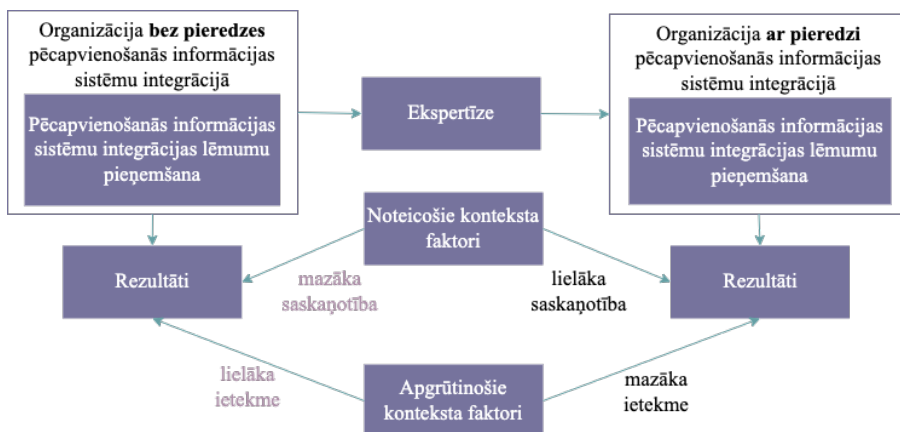 Organizācija bez pieredzes
pēcapvienošanās informācijas
sistēmu integrācijā
Pēcapvienošanās informācijas
sistēmu integrācijas lēmumu
pieņemšana
Ekspertīze
Organizācija ar pieredzi
pēcapvienošanās informācijas
sistēmu integrācijā
Pēcapvienošanās informācijas
sistēmu integrācijas lēmumu
pieņemšana
Noteicošie konteksta
faktori
Rezultāti
mazāka
saskaņotība
lielāka
saskaņotība
Rezultāti
lielāka
ietekme
Apgrūtinošie
konteksta faktori
mazāka
ietekme